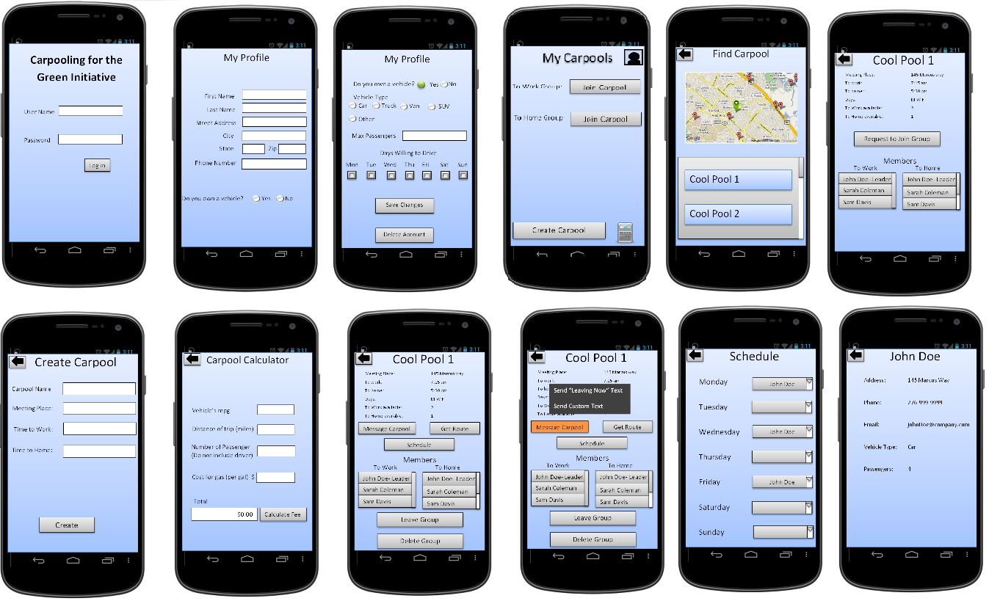 3:11
Carpooling for the
Green Initiative
User Name
Password
Log in
3:11
My Profile
First Name
Last Name
Street Address
City
State Zip
Phone Number
Do you own a vehicle? Yes No
3:11
My Profile
Do you own a vehicle? Yes No
Vehicle Type
Car Truck Van SUV
Other
Max Passengers
Days Willing to Drive
Mon Tue Wed Thu Fri Sat Sun
Save Changes
Delete Account
3:11
My Carpools
To Work Group: Join Carpool
To Home Group Join Carpool
Create Carpool
3:11
Find Carpool
Cool Pool 1
Cool Pool 2
3:11
Cool Pool 1
Meeting Place: 145 Marcus way
To work: 7:15 am
To home: 5:30 pm
Days: M W F
To Work available: 2
To Home available: 1
Request to Join Group
Members
To Work To Home
John Doe- Leader John Doe- Leader
Sarah Coleman Sarah Coleman
Sam Davis Sam Davis
3:11
Create Carpool
Carpool Name
Meeting Place:
Time to Work:
Time to Home:
Create
3:11
Carpool Calculator
Vehicle's mpg
Distance of trip (miles)
Number of Passenger
(Do not include driver)
Cost for gas (per gal) $
Total
$0.00 Calculate Fee
3:11
Cool Pool 1
Meeting Place: 145 Marcus way
To work: 7:15 am
To home: 5:30 pm
Days: M W F
To Work available: 2
To Home available: 1
Message Carpool Get Route
Schedule
Members
To Work To Home
John Doe- Leader John Doe- Leader
Sarah Coleman Sarah Coleman
Sam Davis Sam Davis
Leave Group
Delete Group
3:11
Cool Pool 1
Meeting Place: 145 Marcus way
To work: 7:15 am
Send "Leaving Now" Text
Send Custom Text
Message Carpool Get Route
Schedule
Members
To Work To Home
John Doe- Leader John Doe- Leader
Sarah Coleman Sarah Coleman
Sam Davis Sam Davis
Leave Group
Delete Group
3:11
Schedule
Monday John Doe
Tuesday
Wednesday John Doe
Thursday
Friday John Doe
Saturday
Sunday
3:11
John Doe
Address: 145 Marcus Way
Phone: 276-999-9999
Email: johnDoe@company.com
Vehicle Type: Car
Passengers: 4